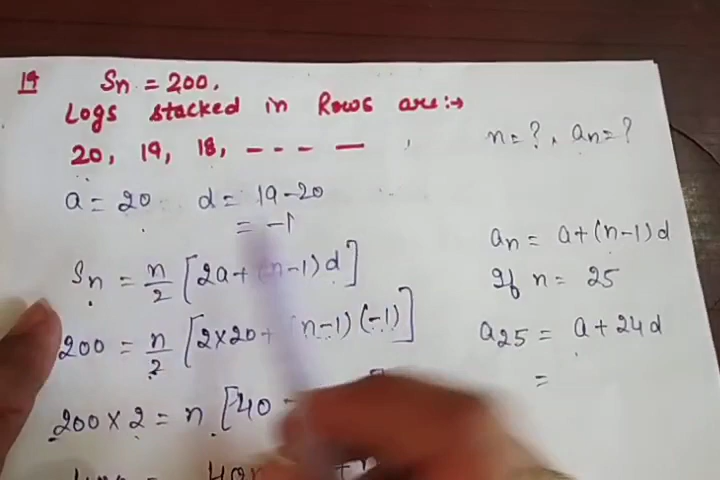 19 Sn = 200,
Logs stacked in Rows are:→
20, 19, 18, - - - -
n = ?, an = ?
a = 20 d = 19-20
= -1
Sn = n/2 [2a+(n-1)d]
200 = n/2 [2×20+(n-1)(-1)]
200×2 = n [40 -
an = a+(n-1)d
If n = 25
a25 = a+24d
=